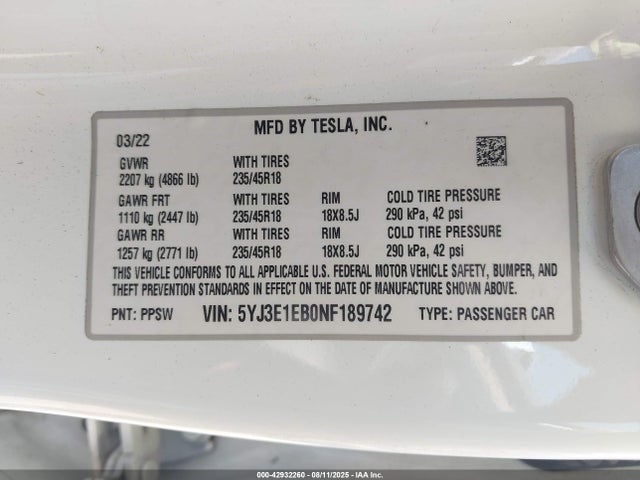 MFD BY TESLA, INC.
03/22
GVWR WITH TIRES
2207 kg (4866 lb) 235/45R18
GAWR FRT WITH TIRES RIM COLD TIRE PRESSURE
1110 kg (2447 lb) 235/45R18 18X8.5J 290 kPa, 42 psi
GAWR RR WITH TIRES RIM COLD TIRE PRESSURE
1257 kg (2771 lb) 235/45R18 18X8.5J 290 kPa, 42 psi
THIS VEHICLE CONFORMS TO ALL APPLICABLE U.S. FEDERAL MOTOR VEHICLE SAFETY, BUMPER, AND
THEFT PREVENTION STANDARDS IN EFFECT ON THE DATE OF MANUFACTURE SHOWN ABOVE.
PNT: PPSW VIN: 5YJ3E1EB0NF189742 TYPE: PASSENGER CAR
000-42932260 - 08/11/2025 - IAAI.COM